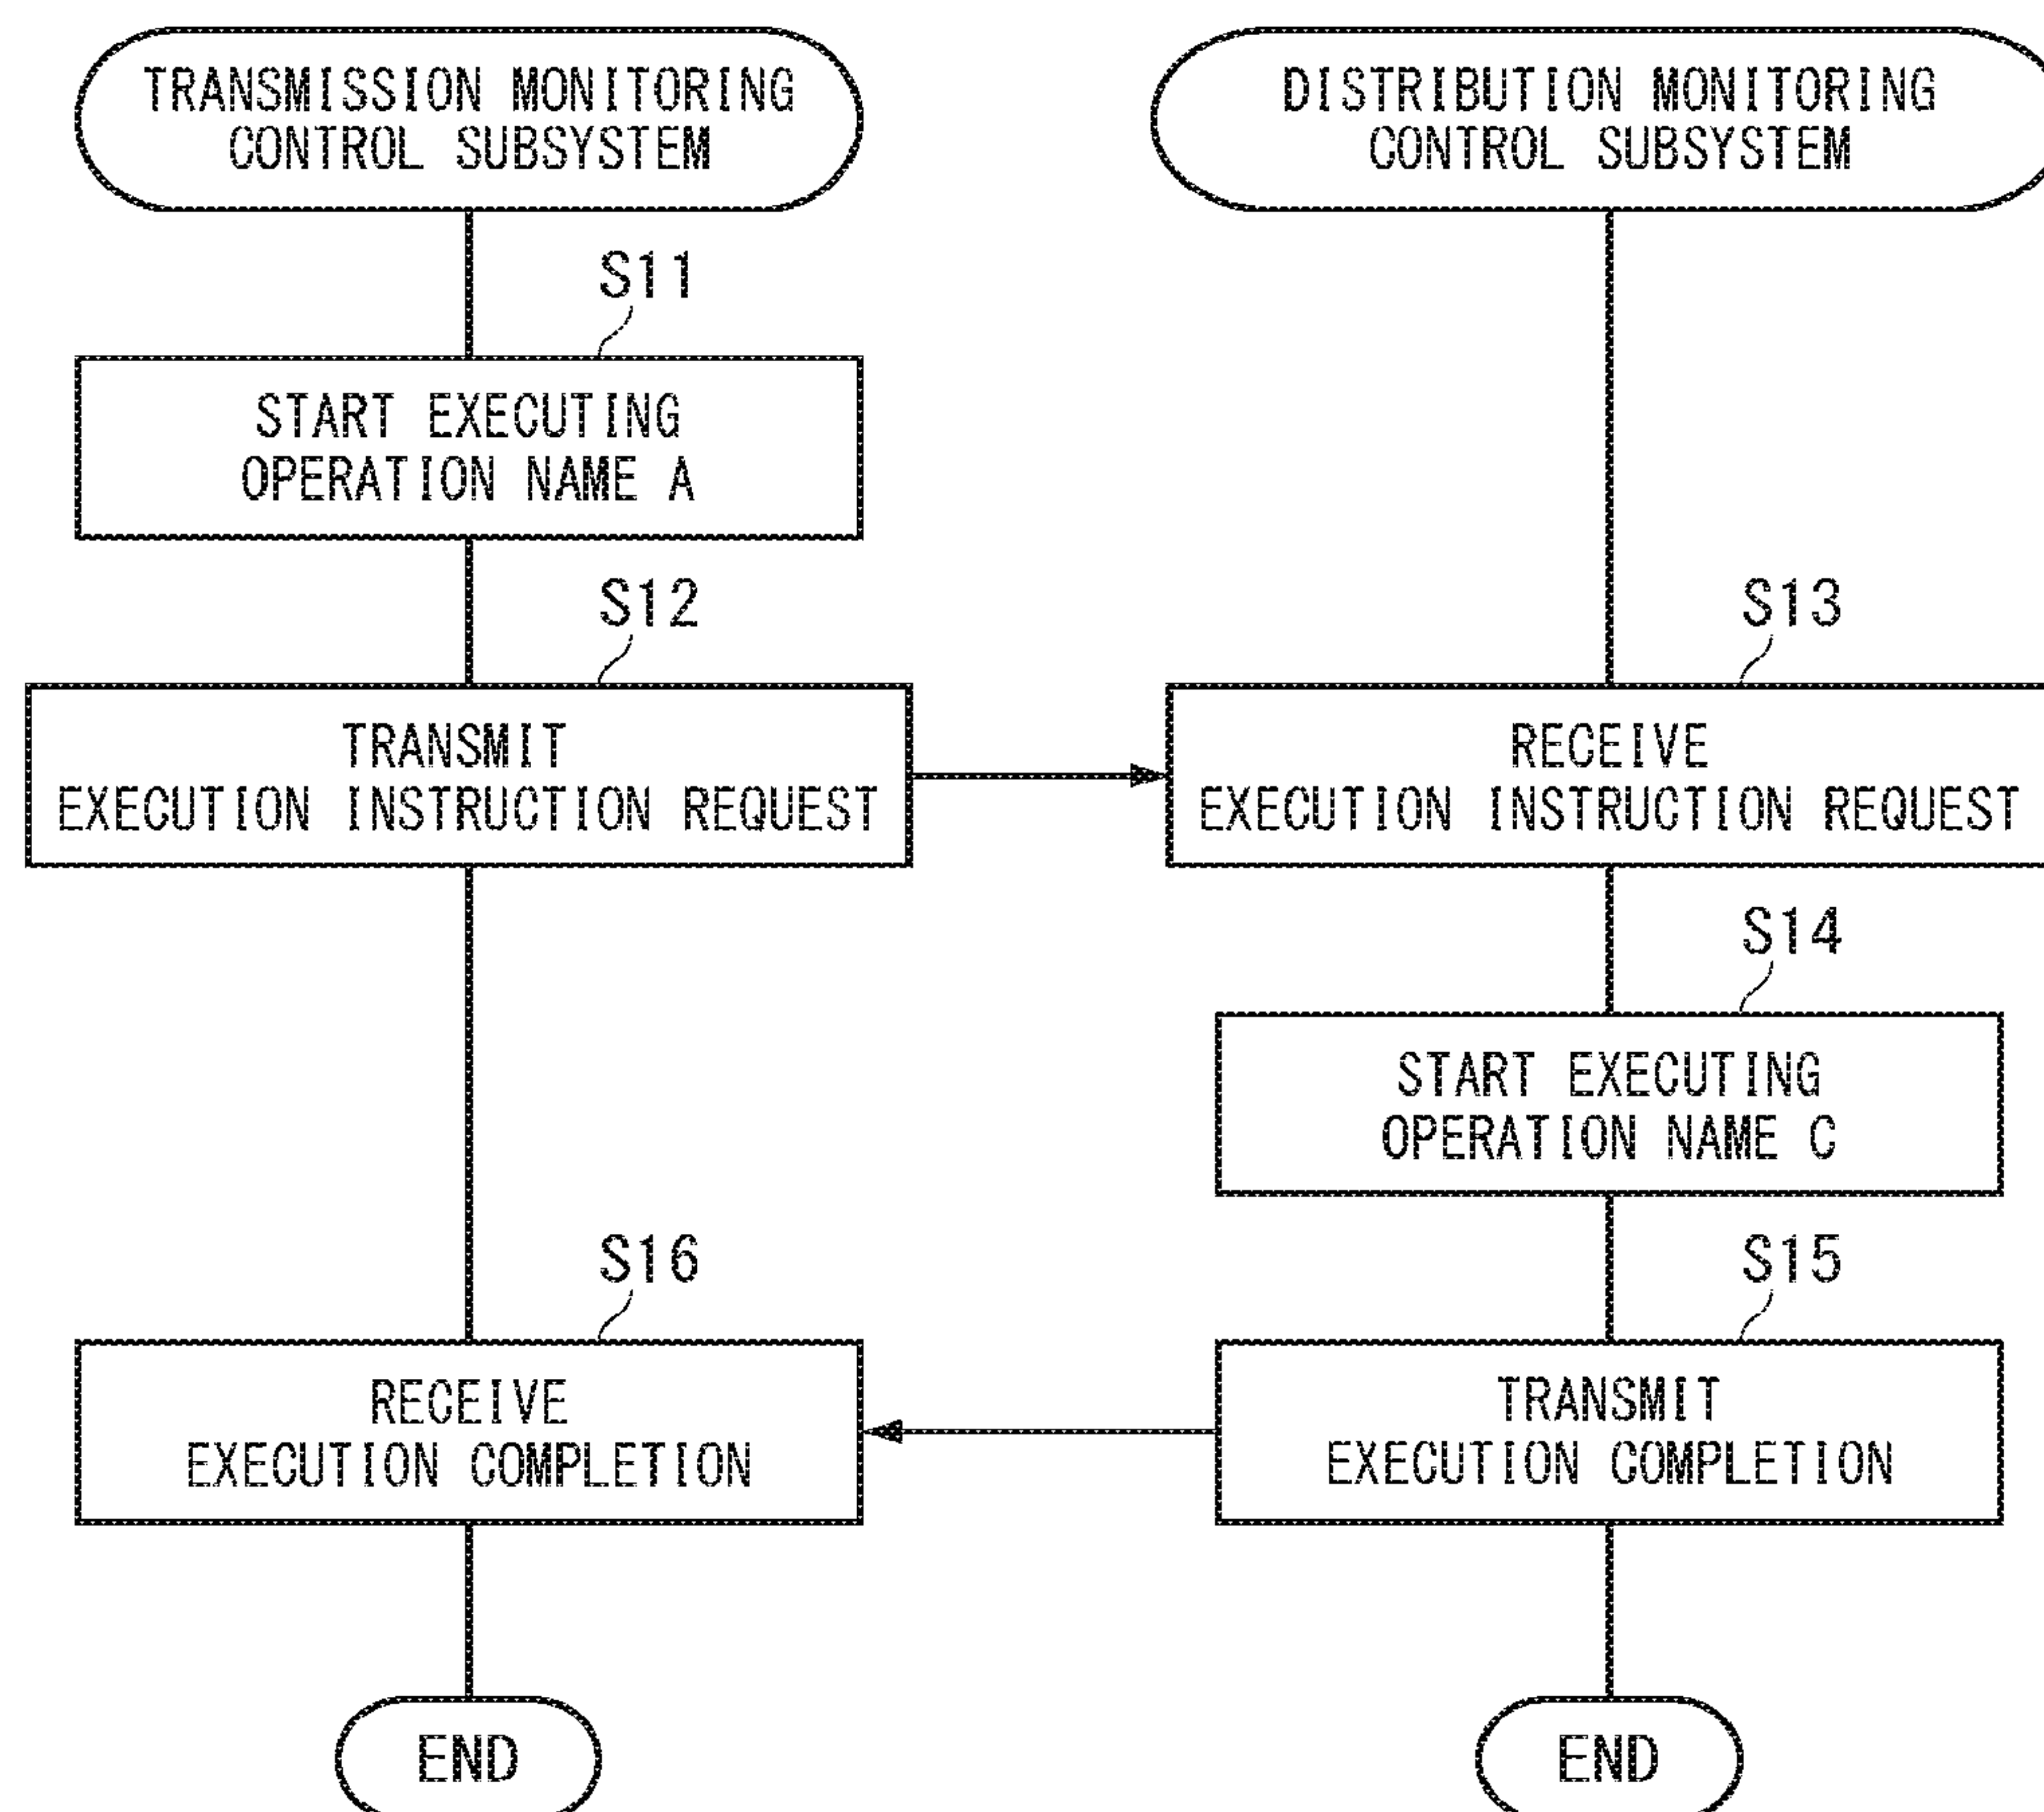 TRANSMISSION MONITORING
CONTROL SUBSYSTEM
DISTRIBUTION MONITORING
CONTROL SUBSYSTEM
S11
START EXECUTING
OPERATION NAME A
S12
TRANSMIT
EXECUTION INSTRUCTION REQUEST
S13
RECEIVE
EXECUTION INSTRUCTION REQUEST
S14
START EXECUTING
OPERATION NAME C
S16
RECEIVE
EXECUTION COMPLETION
S15
TRANSMIT
EXECUTION COMPLETION
END
END